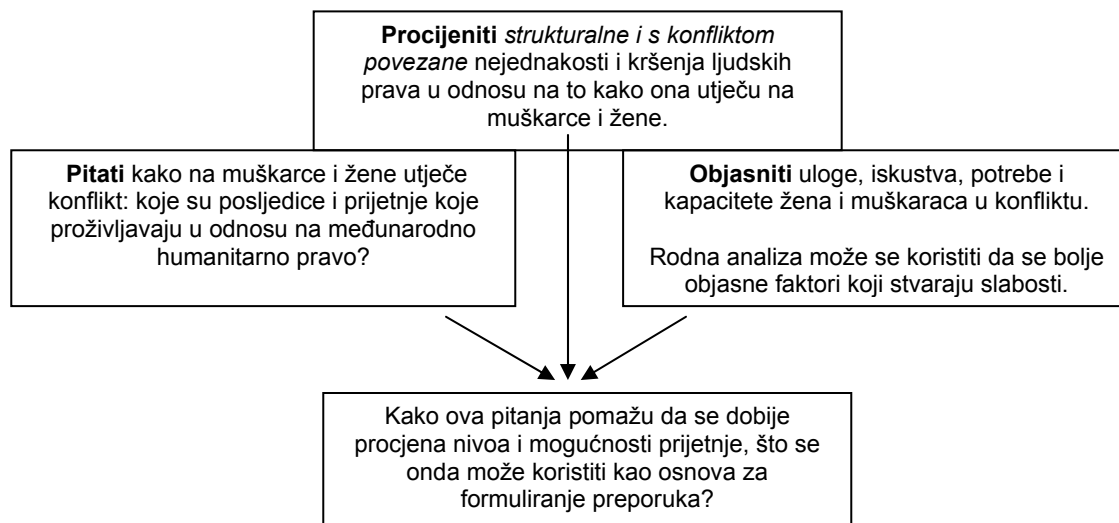 Procijeniti strukturalne i s konfliktom
povezane nejednakosti i kršenja ljudskih
prava u odnosu na to kako ona utječu na
muškarce i žene.
Pitati kako na muškarce i žene utječe
konflikt: koje su posljedice i prijetnje koje
proživljavaju u odnosu na međunarodno
humanitarno pravo?
Objasniti uloge, iskustva, potrebe i
kapacitete žena i muškaraca u konfliktu.
Rodna analiza može se koristiti da se bolje
objasne faktori koji stvaraju slabosti.
Kako ova pitanja pomažu da se dobije
procjena nivoa i mogućnosti prijetnje, što se
onda može koristiti kao osnova za
formuliranje preporuka?